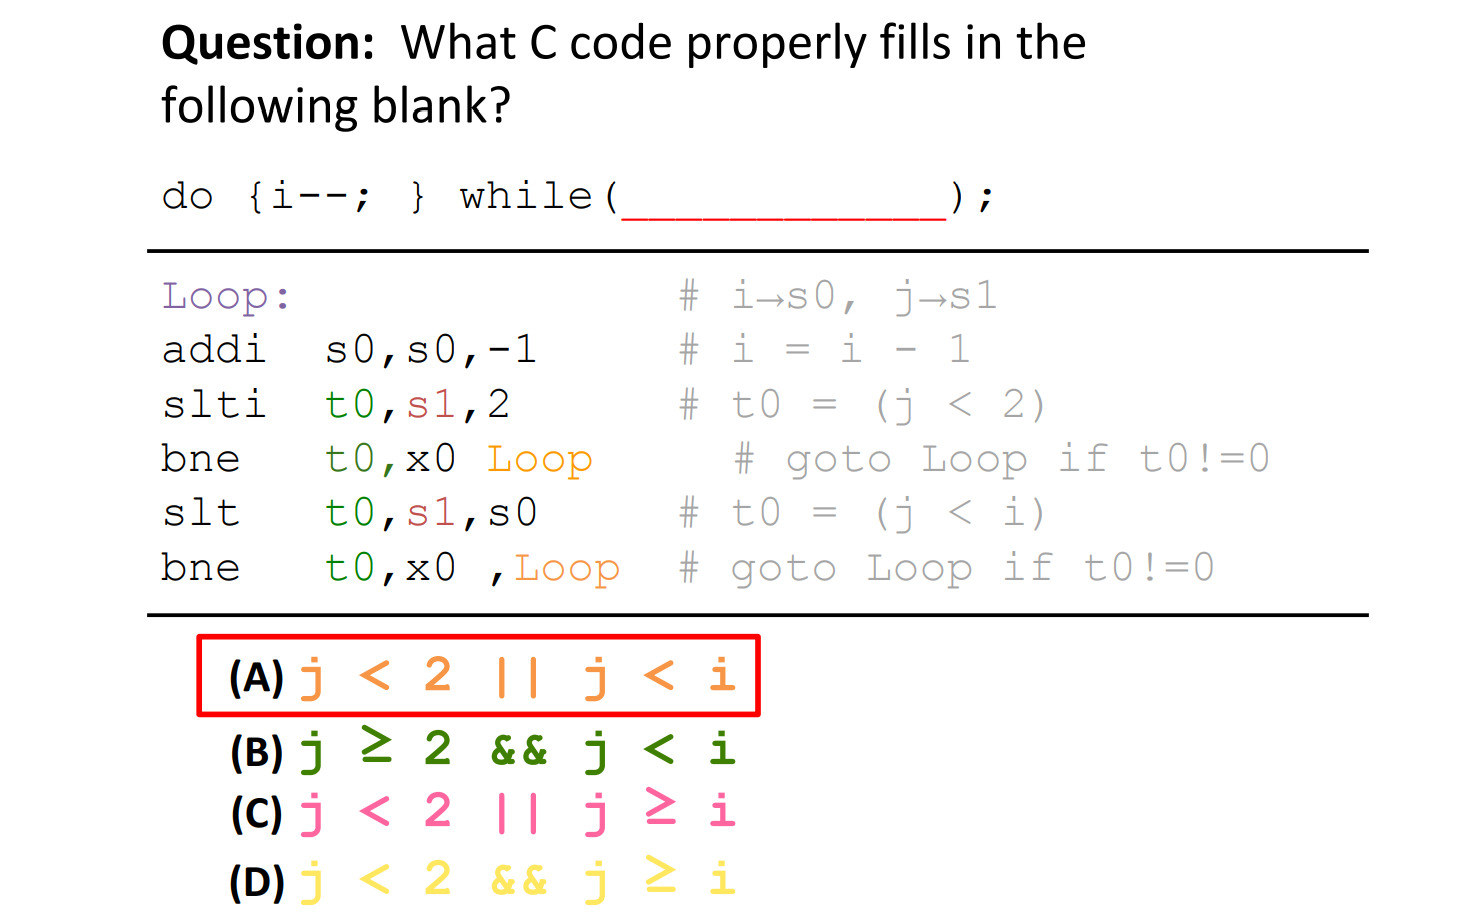 Question: What C code properly fills in the
following blank?
do {i--; } while(____________);
Loop: # i→s0, j→s1
addi s0,s0,-1 # i = i - 1
slti t0,s1,2 # t0 = (j < 2)
bne t0,x0 Loop # goto Loop if t0!=0
slt t0,s1,s0 # t0 = (j < i)
bne t0,x0 ,Loop # goto Loop if t0!=0
(A) j < 2 || j < i
(B) j ≥ 2 && j < i
(C) j < 2 || j ≥ i
(D) j < 2 && j ≥ i